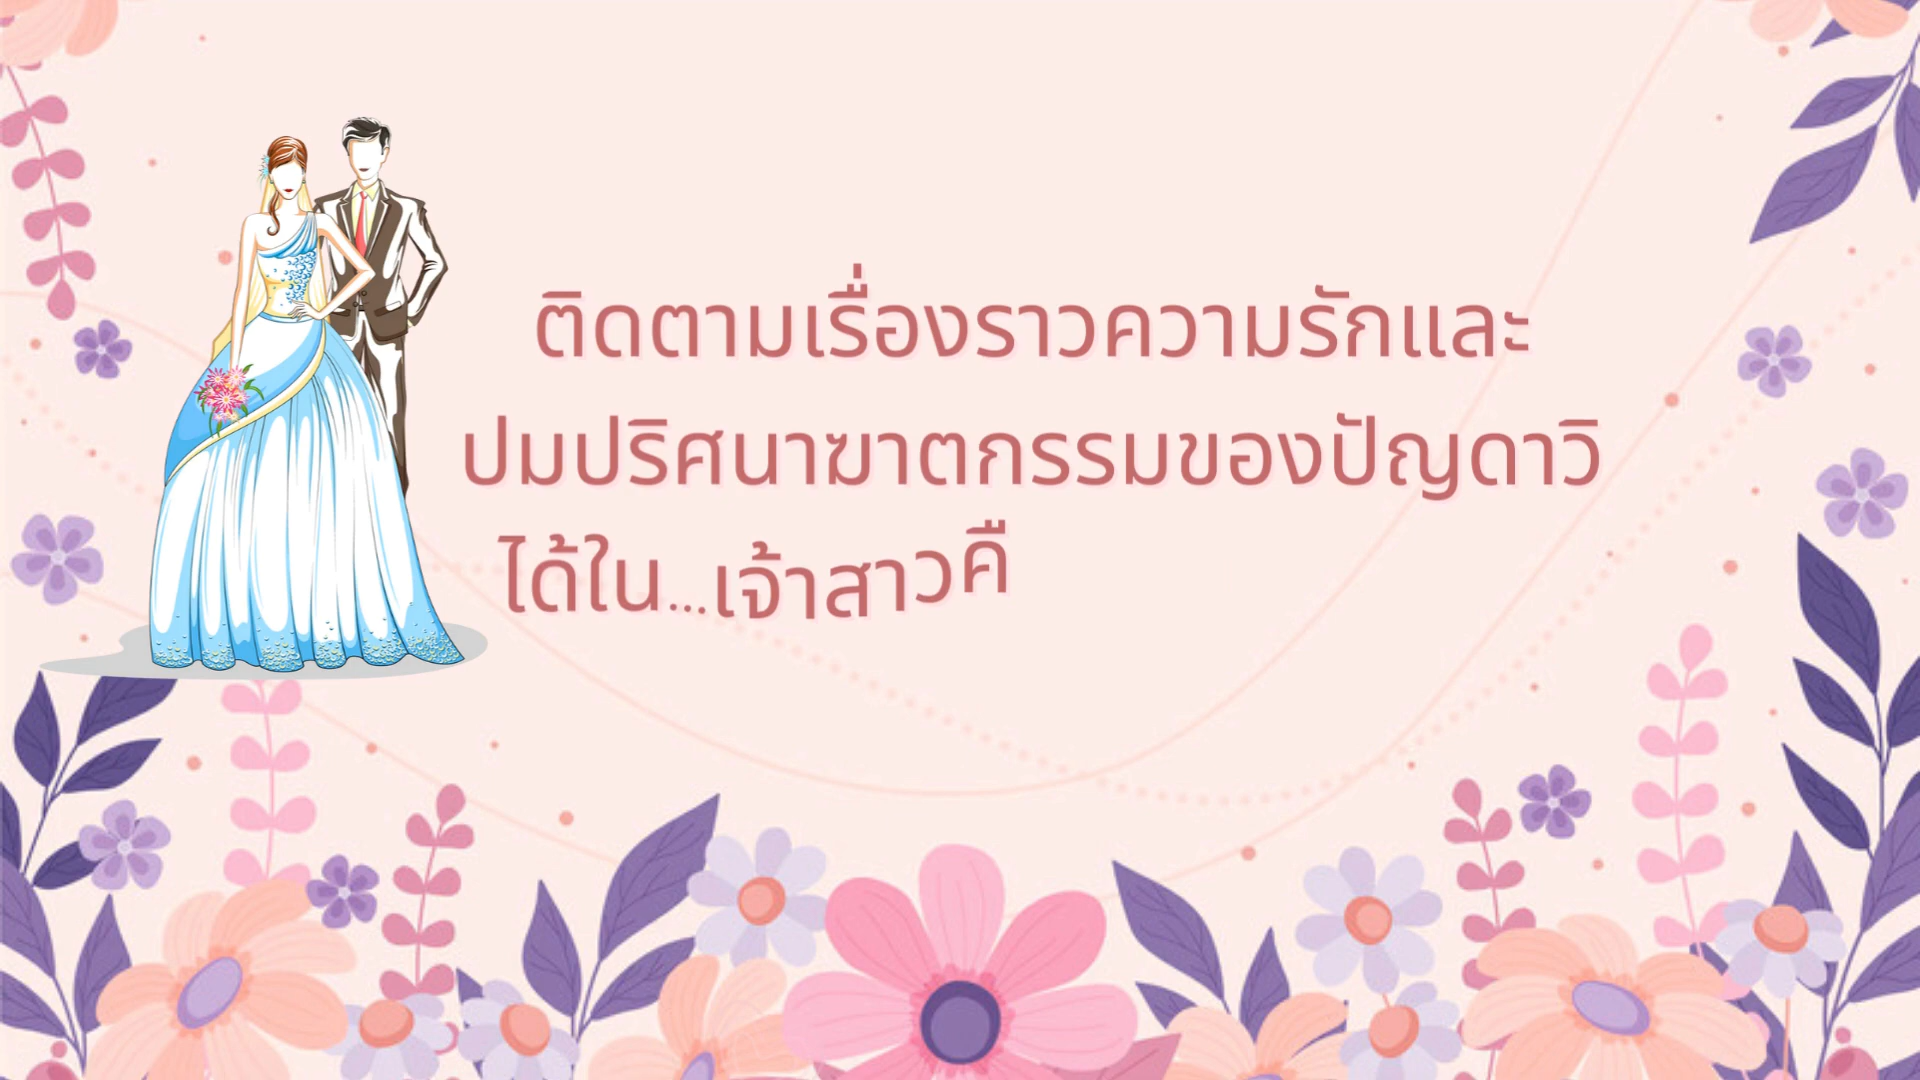 ติดตามเรื่องราวความรักและ
ปมปริศนาฆาตกรรมของปัญดาวิ
ได้ใน...เจ้าสาวคื